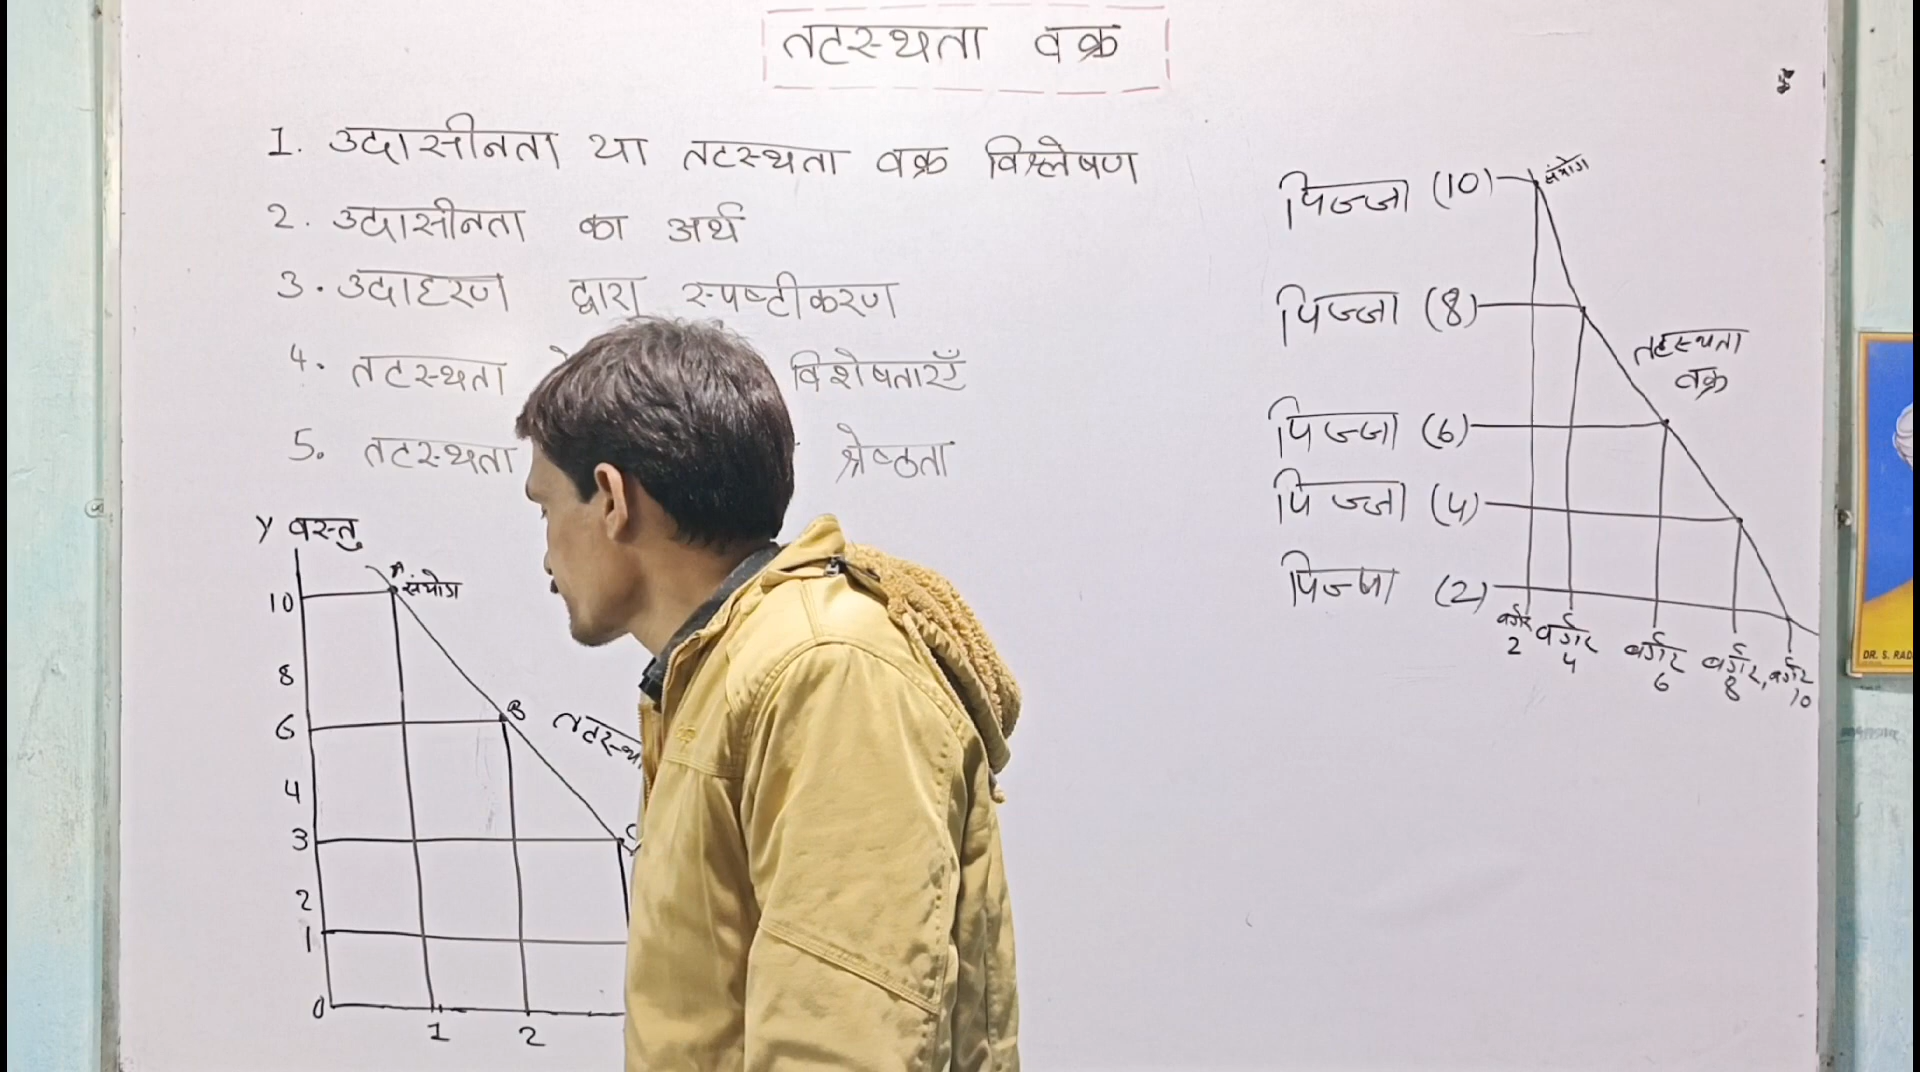 तटस्थता वक्र
1. उदासीनता या तटस्थता वक्र विश्लेषण
2. उदासीनता का अर्थ
3. उदाहरण द्वारा स्पष्टीकरण
4. तटस्थता विशेषताएँ
5. तटस्थता श्रेष्ठता
Y वस्तु
A
संयोग
10
8
6
B
4
3
C
2
1
0
1
2
पिज्जा (10)
संयोग
पिज्जा (8)
तटस्थता
वक्र
पिज्जा (6)
पिज्जा (4)
पिज्जा (2)
बर्गर 2
बर्गर 4
बर्गर 6
बर्गर 8
बर्गर 10
DR. S. RAD